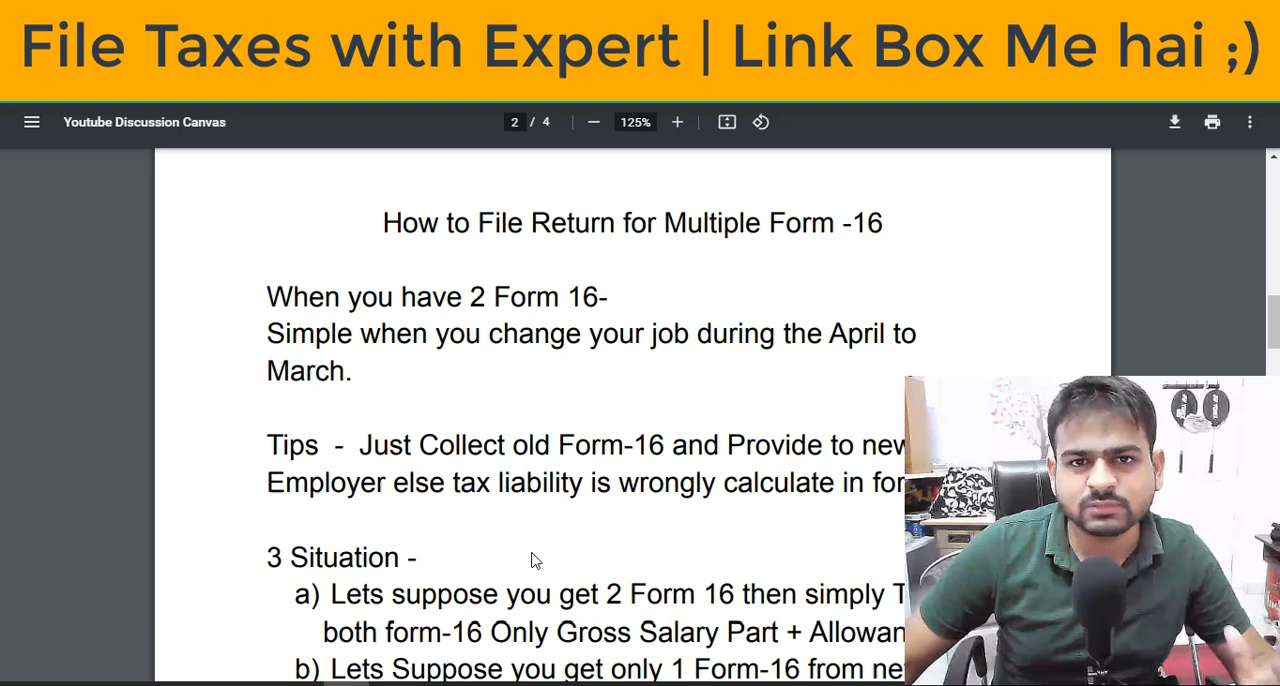 File Taxes with Expert | Link Box Me hai ;)
Youtube Discussion Canvas
2 / 4
125%
How to File Return for Multiple Form -16
When you have 2 Form 16-
Simple when you change your job during the April to
March.
Tips - Just Collect old Form-16 and Provide to new
Employer else tax liability is wrongly calculate in for
3 Situation -
a) Lets suppose you get 2 Form 16 then simply T
both form-16 Only Gross Salary Part + Allowan
b) Lets Suppose you get only 1 Form-16 from ne